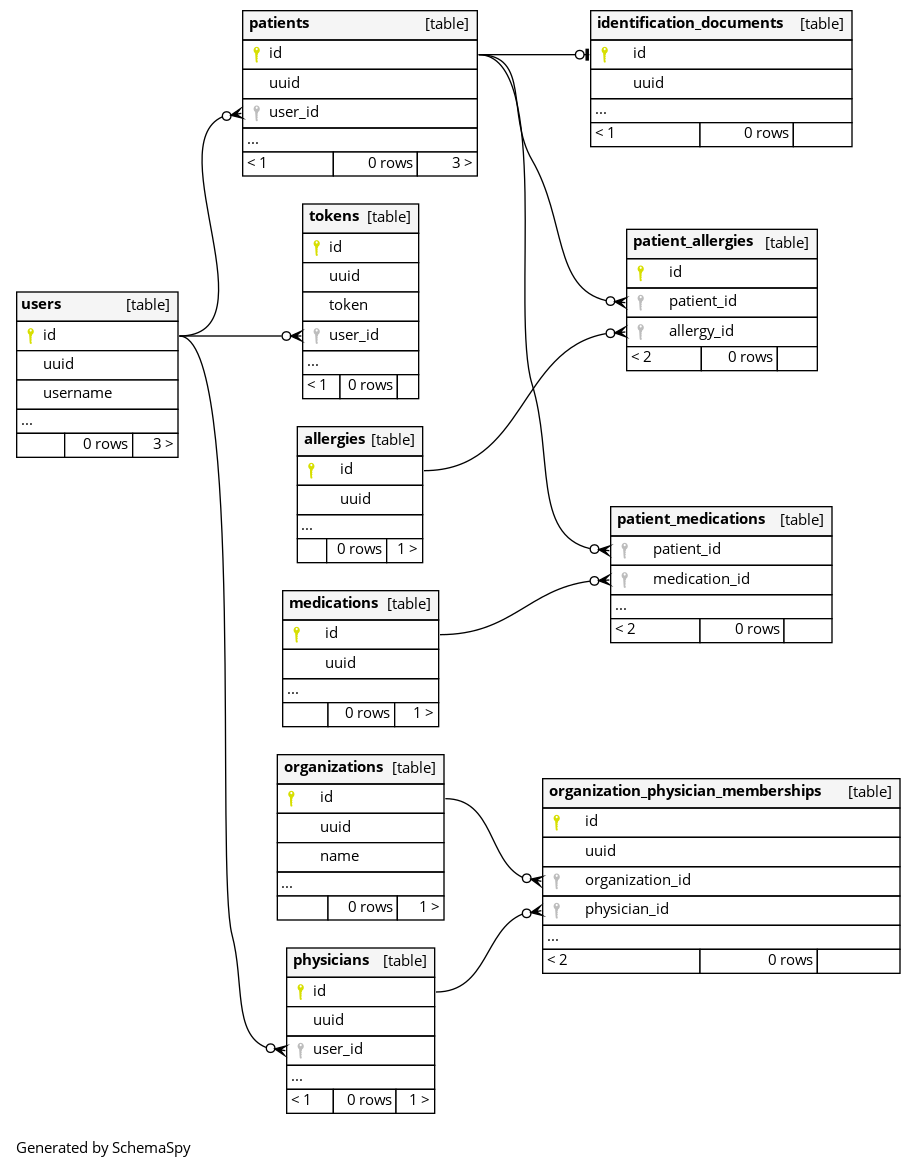 patients [table]
id
uuid
user_id
...
< 1 0 rows 3 >
identification_documents [table]
id
uuid
...
< 1 0 rows
tokens [table]
id
uuid
token
user_id
...
< 1 0 rows
patient_allergies [table]
id
patient_id
allergy_id
< 2 0 rows
users [table]
id
uuid
username
...
0 rows 3 >
allergies [table]
id
uuid
...
0 rows 1 >
patient_medications [table]
patient_id
medication_id
...
< 2 0 rows
medications [table]
id
uuid
...
0 rows 1 >
organizations [table]
id
uuid
name
...
0 rows 1 >
organization_physician_memberships [table]
id
uuid
organization_id
physician_id
...
< 2 0 rows
physicians [table]
id
uuid
user_id
...
< 1 0 rows 1 >
Generated by SchemaSpy